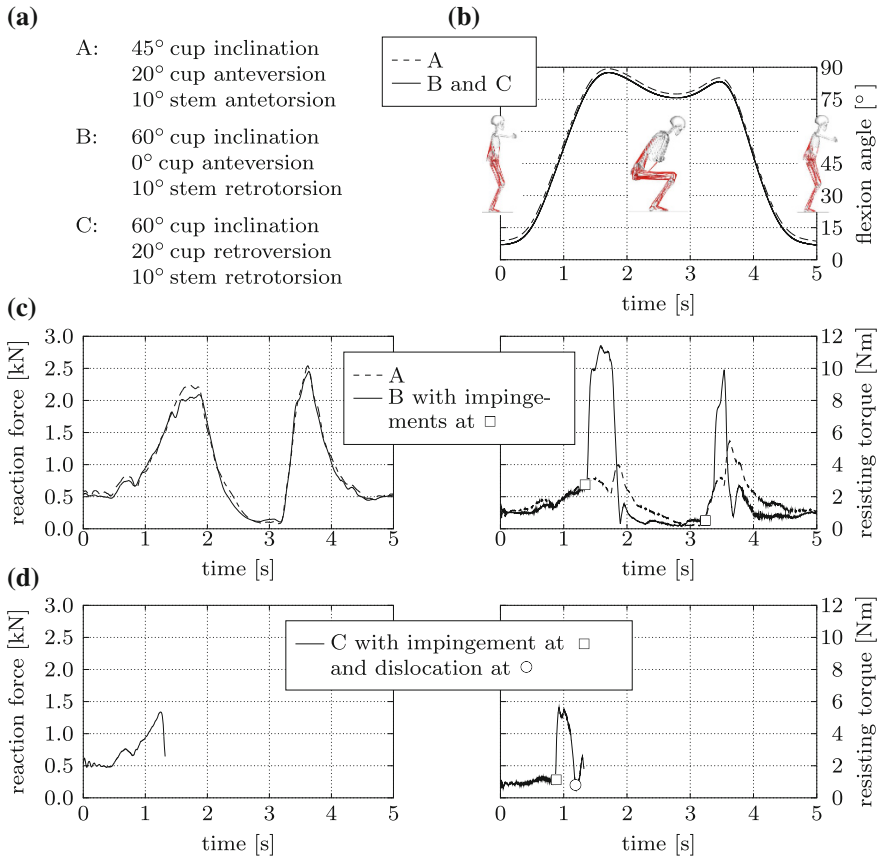 (a)
A: 45° cup inclination
20° cup anteversion
10° stem antetorsion
B: 60° cup inclination
0° cup anteversion
10° stem retrotorsion
C: 60° cup inclination
20° cup retroversion
10° stem retrotorsion
(b)
A
B and C
90
75
45
30
15
0
flexion angle [°]
0 1 2 3 4 5
time [s]
(c)
3.0
2.5
2.0
1.5
1.0
0.5
0.0
reaction force [kN]
0 1 2 3 4 5
time [s]
A
B with impinge-
ments at □
12
10
8
6
4
2
0
resisting torque [Nm]
0 1 2 3 4 5
time [s]
(d)
3.0
2.5
2.0
1.5
1.0
0.5
0.0
reaction force [kN]
0 1 2 3 4 5
time [s]
C with impingement at □
and dislocation at ○
12
10
8
6
4
2
0
resisting torque [Nm]
0 1 2 3 4 5
time [s]